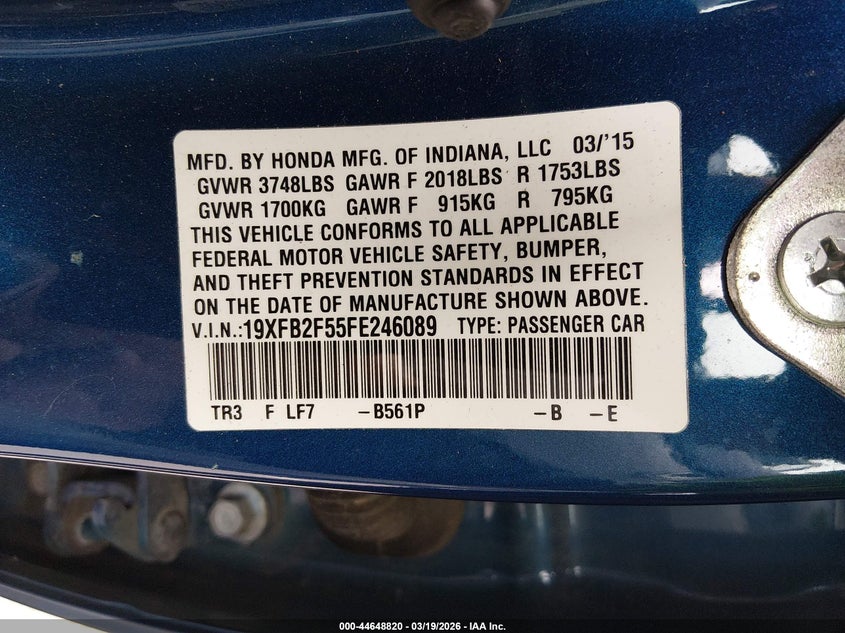 MFD. BY HONDA MFG. OF INDIANA, LLC 03/'15
GVWR 3748LBS GAWR F 2018LBS R 1753LBS
GVWR 1700KG GAWR F 915KG R 795KG
THIS VEHICLE CONFORMS TO ALL APPLICABLE
FEDERAL MOTOR VEHICLE SAFETY, BUMPER,
AND THEFT PREVENTION STANDARDS IN EFFECT
ON THE DATE OF MANUFACTURE SHOWN ABOVE.
V.I.N.:19XFB2F55FE246089 TYPE: PASSENGER CAR
TR3 F LF7 -B561P -B -E
000-44648820 — 03/19/2026 — IAA Inc.